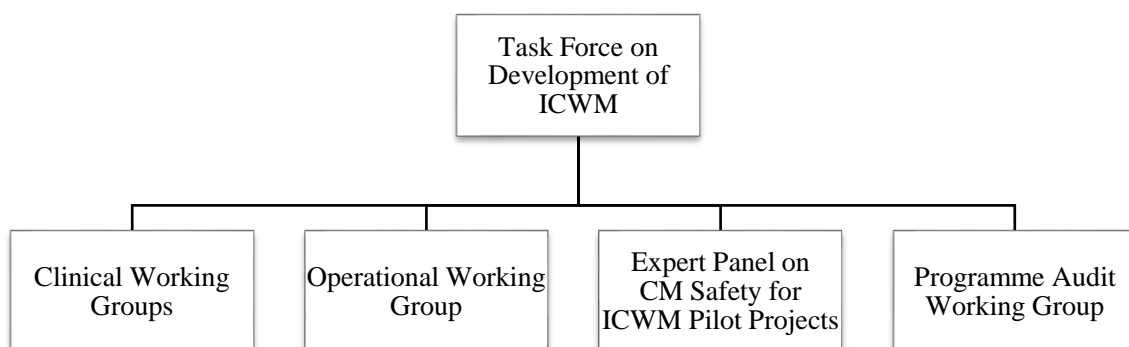 Task Force on
Development of
ICWM
Clinical Working
Groups
Operational Working
Group
Expert Panel on
CM Safety for
ICWM Pilot Projects
Programme Audit
Working Group